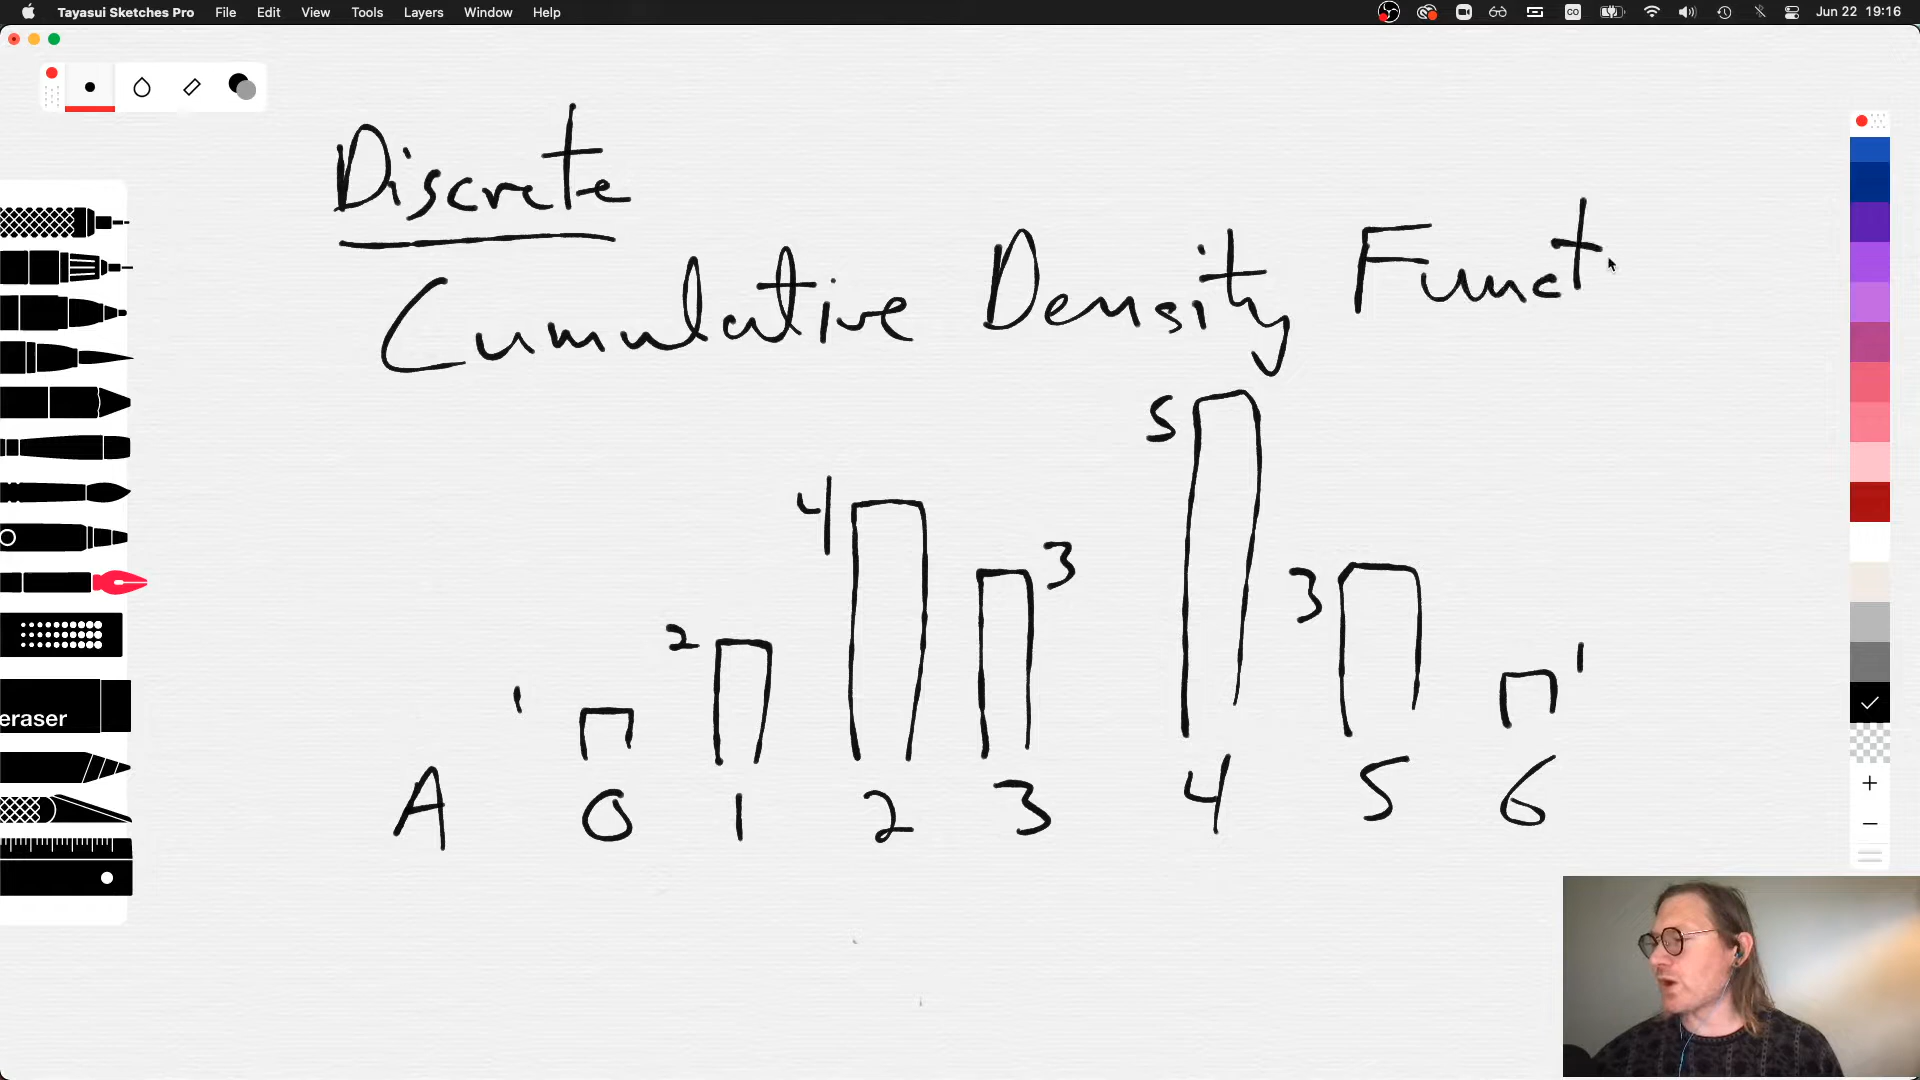 Tayasui Sketches Pro File Edit View Tools Layers Window Help Jun 22 19:16
Discrete
Cumulative Density Funct
5
4
3
3
2
1
1
A 0 1 2 3 4 5 6
eraser